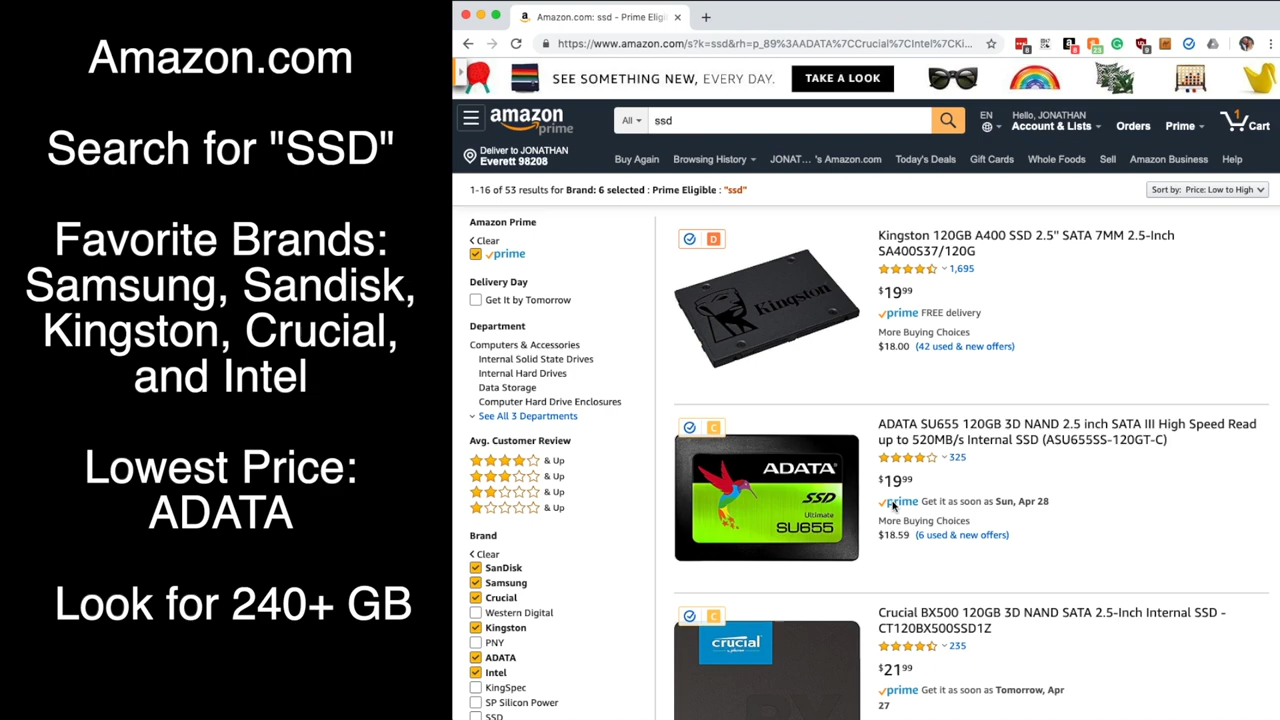 Amazon.com
Search for "SSD"
Favorite Brands:
Samsung, Sandisk,
Kingston, Crucial,
and Intel
Lowest Price:
ADATA
Look for 240+ GB
Amazon.com: ssd - Prime Eligi
https://www.amazon.com/s?k=ssd&rh=p_89%3AADATA%7CCrucial%7CIntel%7CKi...
SEE SOMETHING NEW, EVERY DAY.
TAKE A LOOK
amazon
prime
All
ssd
EN
Hello, JONATHAN
Account & Lists
Orders
Prime
1
Cart
Deliver to JONATHAN
Everett 98208
Buy Again
Browsing History
JONAT... 's Amazon.com
Today's Deals
Gift Cards
Whole Foods
Sell
Amazon Business
Help
1-16 of 53 results for Brand: 6 selected : Prime Eligible : "ssd"
Sort by: Price: Low to High
Amazon Prime
Clear
prime
Delivery Day
Get It by Tomorrow
Department
Computers & Accessories
Internal Solid State Drives
Internal Hard Drives
Data Storage
Computer Hard Drive Enclosures
See All 3 Departments
Avg. Customer Review
& Up
& Up
& Up
& Up
Brand
Clear
SanDisk
Samsung
Crucial
Western Digital
Kingston
PNY
ADATA
Intel
KingSpec
SP Silicon Power
SSD
D
Kingston
Kingston 120GB A400 SSD 2.5" SATA 7MM 2.5-Inch
SA400S37/120G
1,695
$19.99
prime FREE delivery
More Buying Choices
$18.00 (42 used & new offers)
C
ADATA
SSD
Ultimate
SU655
ADATA SU655 120GB 3D NAND 2.5 inch SATA III High Speed Read
up to 520MB/s Internal SSD (ASU655SS-120GT-C)
325
$19.99
prime Get it as soon as Sun, Apr 28
More Buying Choices
$18.59 (6 used & new offers)
C
crucial
Crucial BX500 120GB 3D NAND SATA 2.5-Inch Internal SSD -
CT120BX500SSD1Z
235
$21.99
prime Get it as soon as Tomorrow, Apr
27